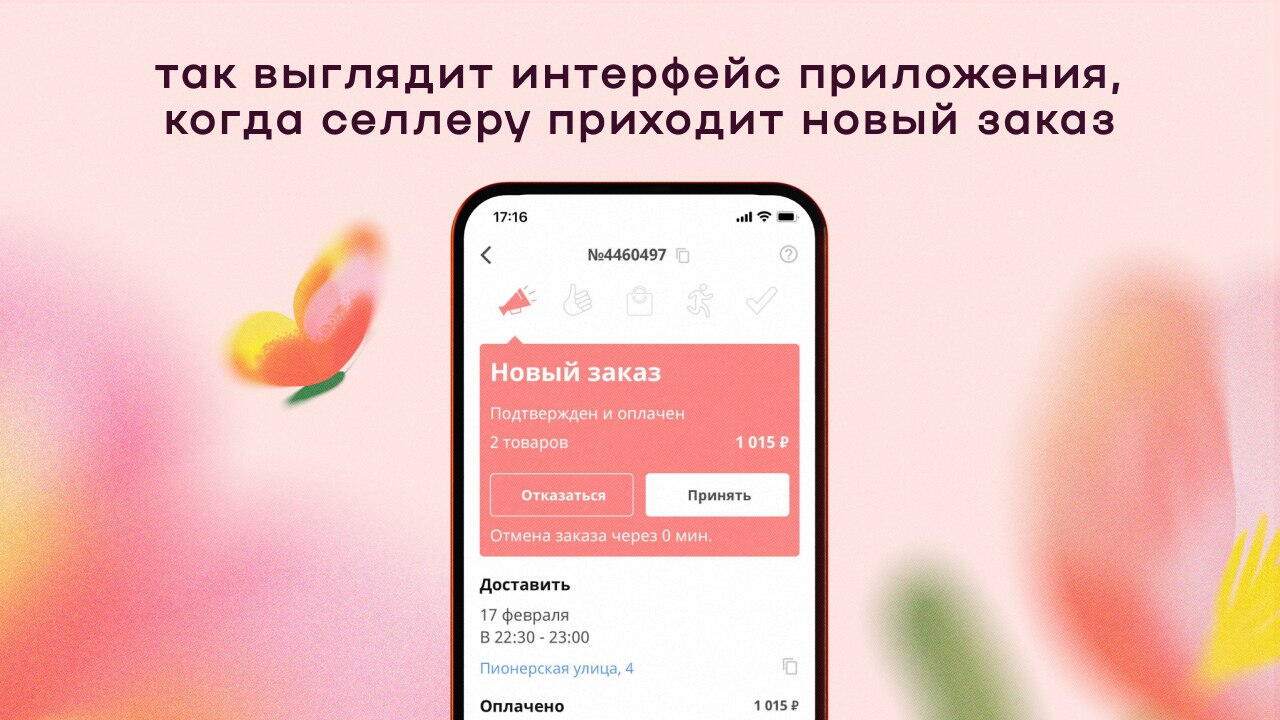 так выглядит интерфейс приложения,
когда селлеру приходит новый заказ
17:16
№4460497
Новый заказ
Подтвержден и оплачен
2 товаров 1 015 ₽
Отказаться Принять
Отмена заказа через 0 мин.
Доставить
17 февраля
В 22:30 - 23:00
Пионерская улица, 4
Оплачено 1 015 ₽